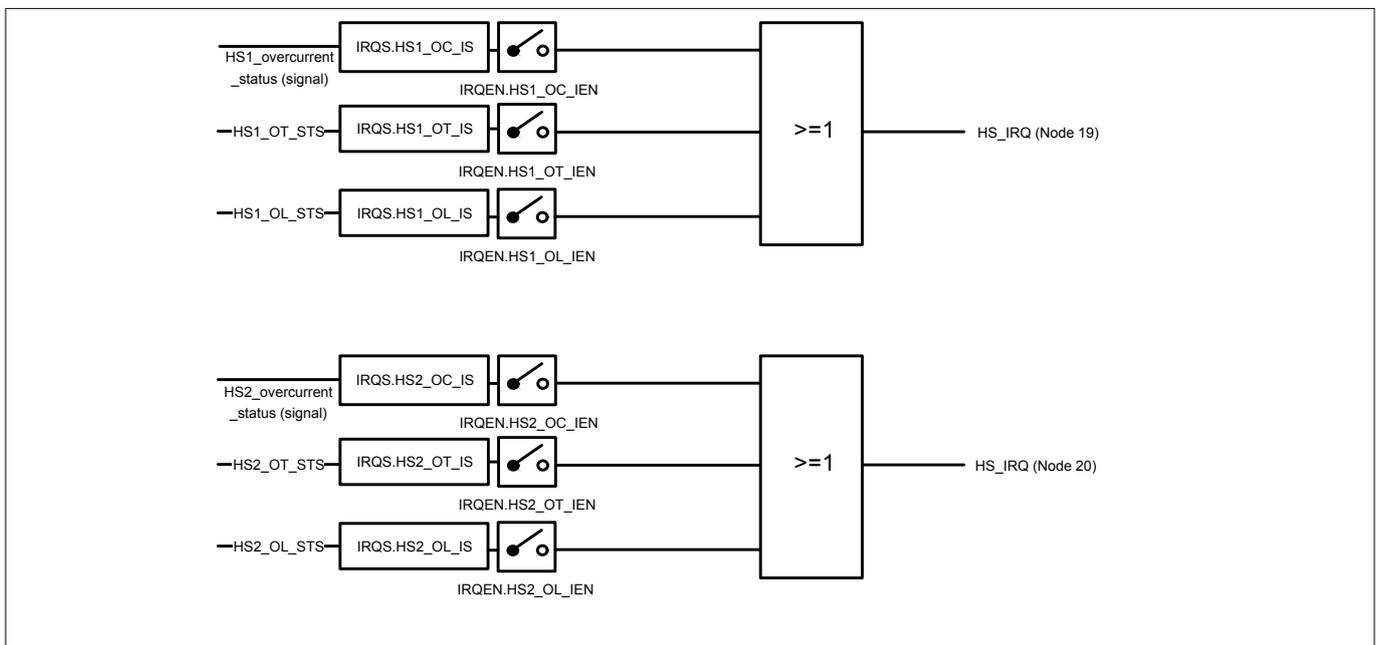 HS1_overcurrent
_status (signal)
IRQS.HS1_OC_IS
IRQEN.HS1_OC_IEN
HS1_OT_STS
IRQS.HS1_OT_IS
IRQEN.HS1_OT_IEN
HS1_OL_STS
IRQS.HS1_OL_IS
IRQEN.HS1_OL_IEN
>=1
HS_IRQ (Node 19)
HS2_overcurrent
_status (signal)
IRQS.HS2_OC_IS
IRQEN.HS2_OC_IEN
HS2_OT_STS
IRQS.HS2_OT_IS
IRQEN.HS2_OT_IEN
HS2_OL_STS
IRQS.HS2_OL_IS
IRQEN.HS2_OL_IEN
>=1
HS_IRQ (Node 20)